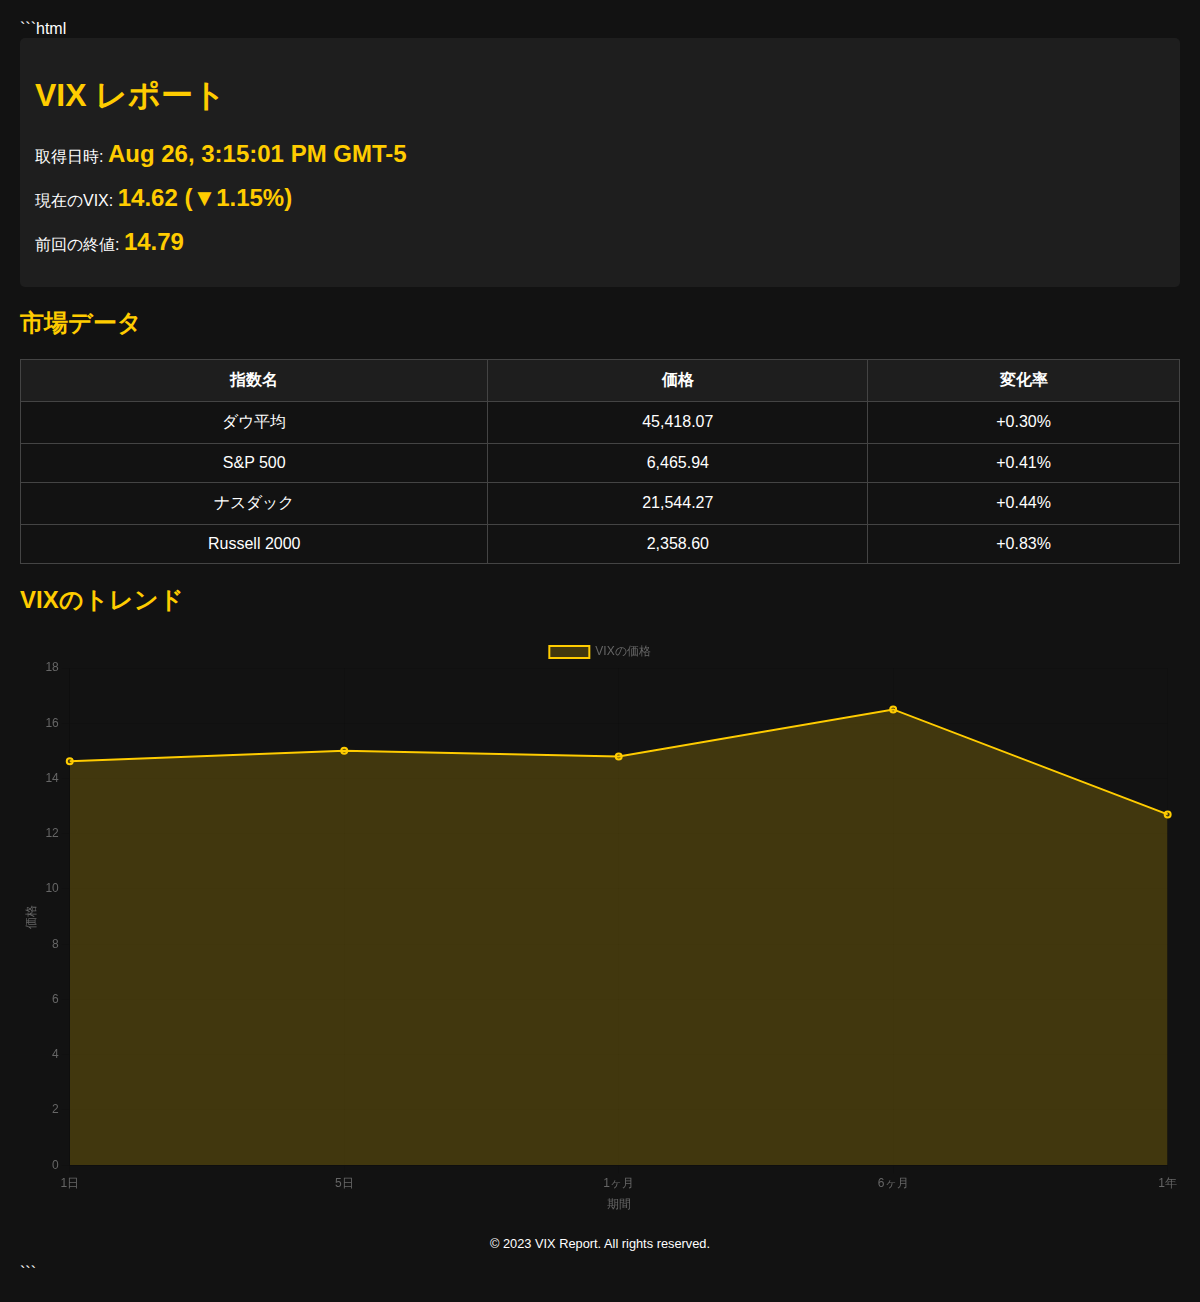 ```html
VIX レポート
取得日時: Aug 26, 3:15:01 PM GMT-5
現在のVIX: 14.62 (▼1.15%)
前回の終値: 14.79
市場データ
指数名 価格 変化率
ダウ平均 45,418.07 +0.30%
S&P 500 6,465.94 +0.41%
ナスダック 21,544.27 +0.44%
Russell 2000 2,358.60 +0.83%
VIXのトレンド
VIXの価格
18
16
14
12
10
8
6
4
2
0
価格
1日 5日 1ヶ月 6ヶ月 1年
期間
© 2023 VIX Report. All rights reserved.
```